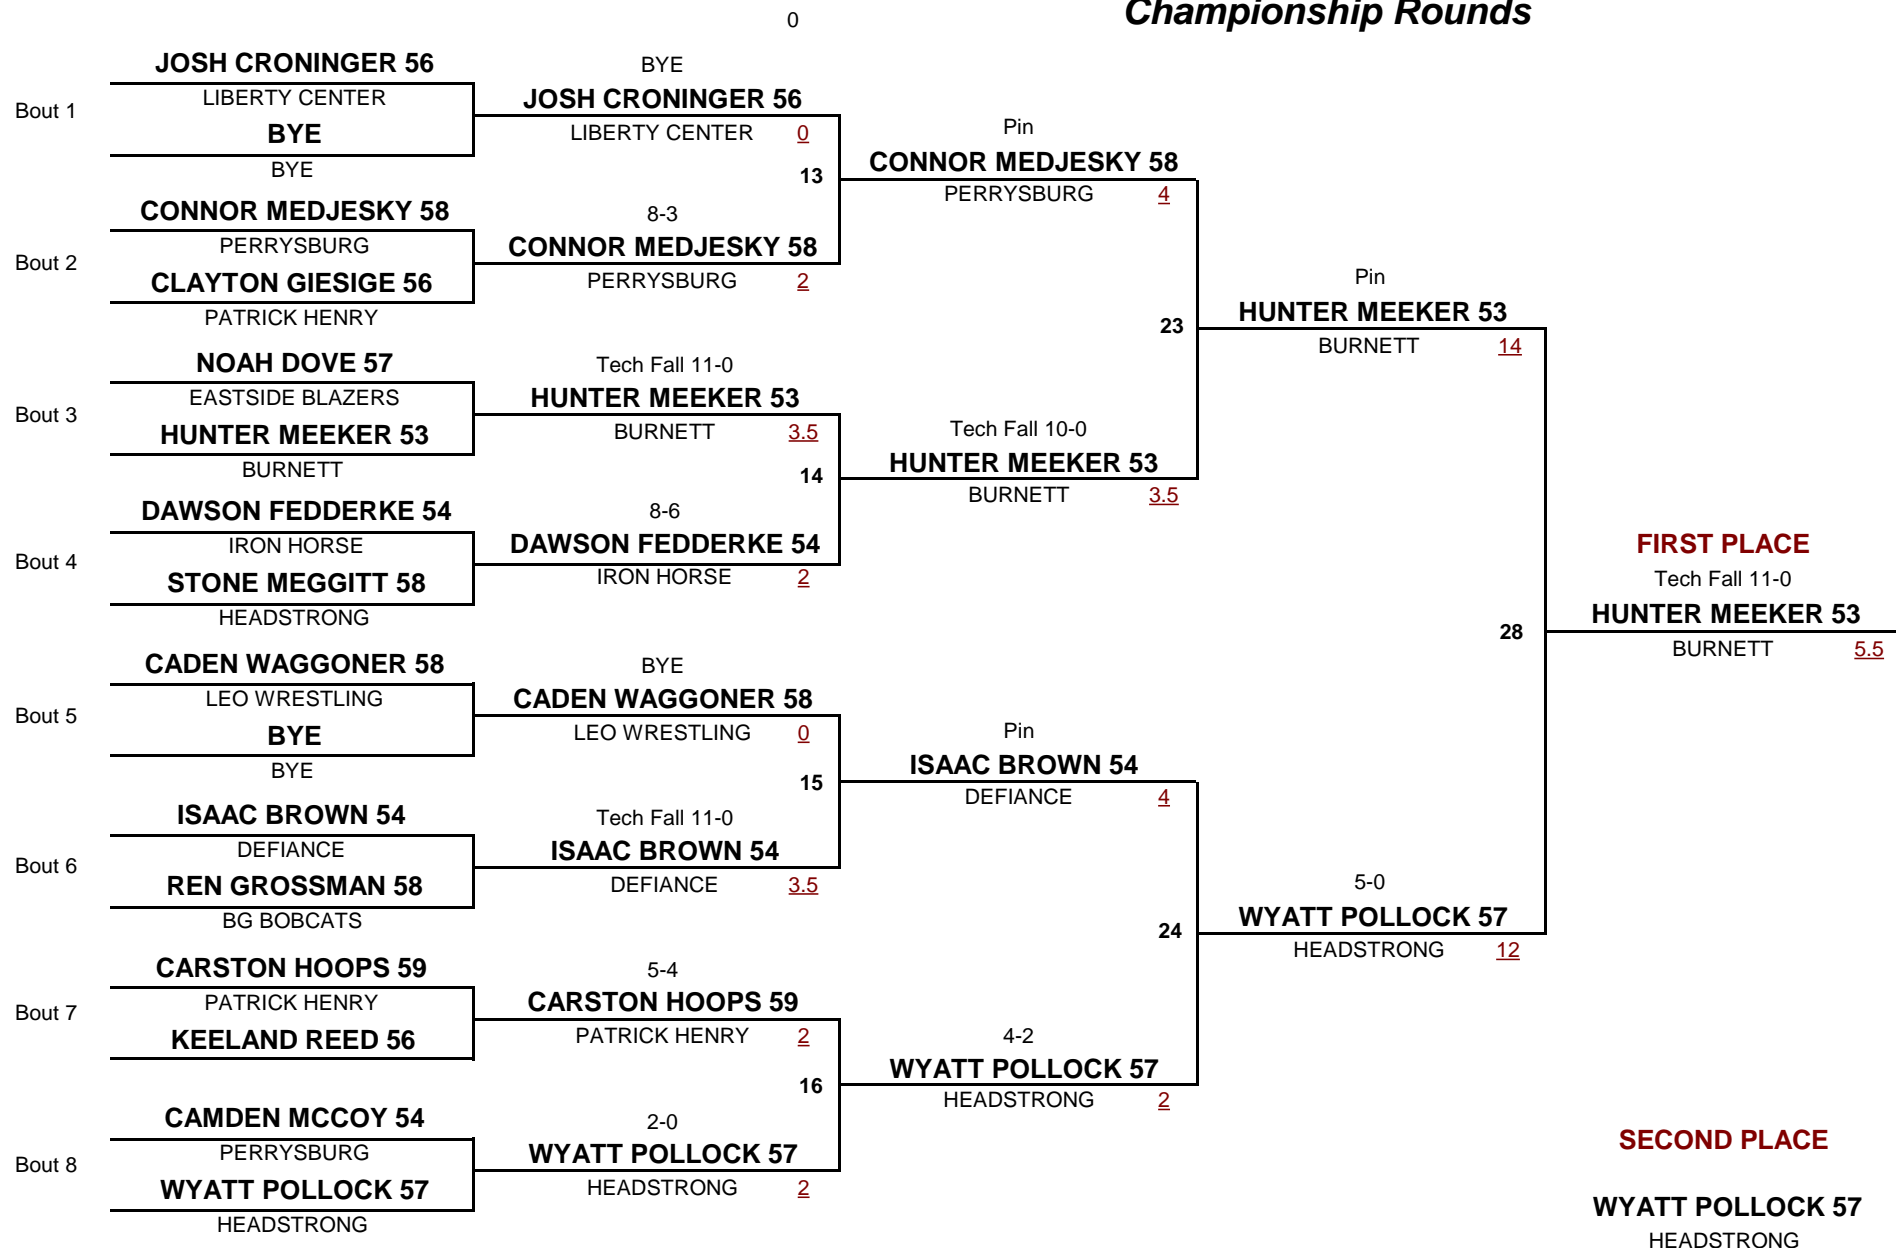 0
Championship Rounds
JOSH CRONINGER 56
LIBERTY CENTER
Bout 1
BYE
BYE
CONNOR MEDJESKY 58
PERRYSBURG
Bout 2
CLAYTON GIESIGE 56
PATRICK HENRY
NOAH DOVE 57
EASTSIDE BLAZERS
Bout 3
HUNTER MEEKER 53
BURNETT
DAWSON FEDDERKE 54
IRON HORSE
Bout 4
STONE MEGGITT 58
HEADSTRONG
CADEN WAGGONER 58
LEO WRESTLING
Bout 5
BYE
BYE
ISAAC BROWN 54
DEFIANCE
Bout 6
REN GROSSMAN 58
BG BOBCATS
CARSTON HOOPS 59
PATRICK HENRY
Bout 7
KEELAND REED 56
CAMDEN MCCOY 54
PERRYSBURG
Bout 8
WYATT POLLOCK 57
HEADSTRONG
BYE
JOSH CRONINGER 56
LIBERTY CENTER 0
13
8-3
CONNOR MEDJESKY 58
PERRYSBURG 2
Tech Fall 11-0
HUNTER MEEKER 53
BURNETT 3.5
14
8-6
DAWSON FEDDERKE 54
IRON HORSE 2
BYE
CADEN WAGGONER 58
LEO WRESTLING 0
15
Tech Fall 11-0
ISAAC BROWN 54
DEFIANCE 3.5
5-4
CARSTON HOOPS 59
PATRICK HENRY 2
16
2-0
WYATT POLLOCK 57
HEADSTRONG 2
Pin
CONNOR MEDJESKY 58
PERRYSBURG 4
23
Tech Fall 10-0
HUNTER MEEKER 53
BURNETT 3.5
Pin
ISAAC BROWN 54
DEFIANCE 4
24
4-2
WYATT POLLOCK 57
HEADSTRONG 2
Pin
HUNTER MEEKER 53
BURNETT 14
28
5-0
WYATT POLLOCK 57
HEADSTRONG 12
FIRST PLACE
Tech Fall 11-0
HUNTER MEEKER 53
BURNETT 5.5
SECOND PLACE
WYATT POLLOCK 57
HEADSTRONG